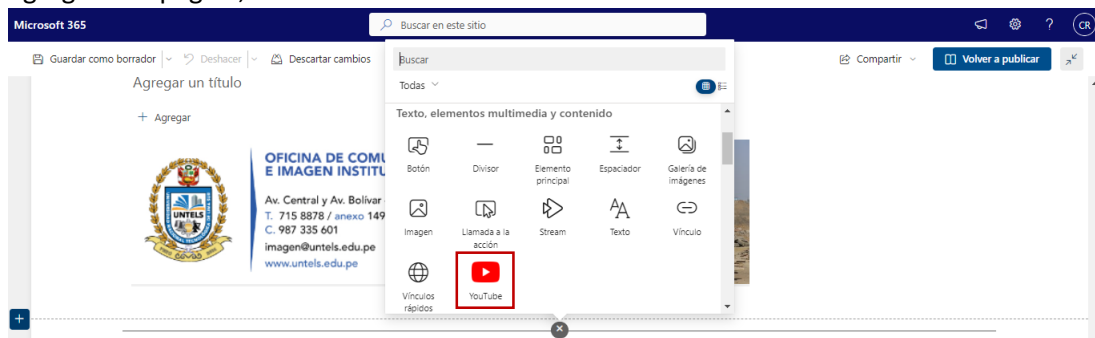 Microsoft 365
Buscar en este sitio
?
CR
Guardar como borrador
Deshacer
Descartar cambios
Compartir
Volver a publicar
Buscar
Todas
Agregar un título
+ Agregar
Texto, elementos multimedia y contenido
Botón
Divisor
Elemento principal
Espaciador
Galería de imágenes
Imagen
Llamada a la acción
Stream
Texto
Vínculo
Vínculos rápidos
YouTube
OFICINA DE COMU
E IMAGEN INSTITU
Av. Central y Av. Bolívar
T. 715 8878 / anexo 149
C. 987 335 601
imagen@untels.edu.pe
www.untels.edu.pe
UNTELS